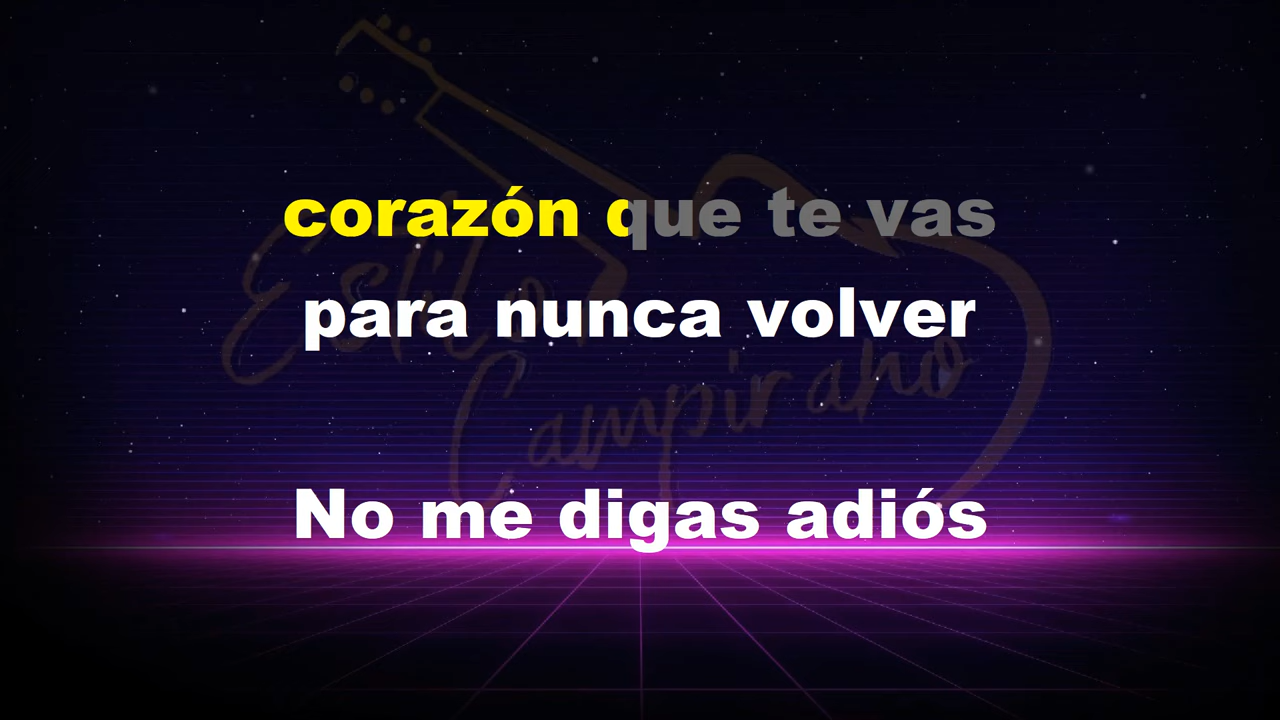 corazón que te vas
para nunca volver
No me digas adiós
Estilo
Campirano